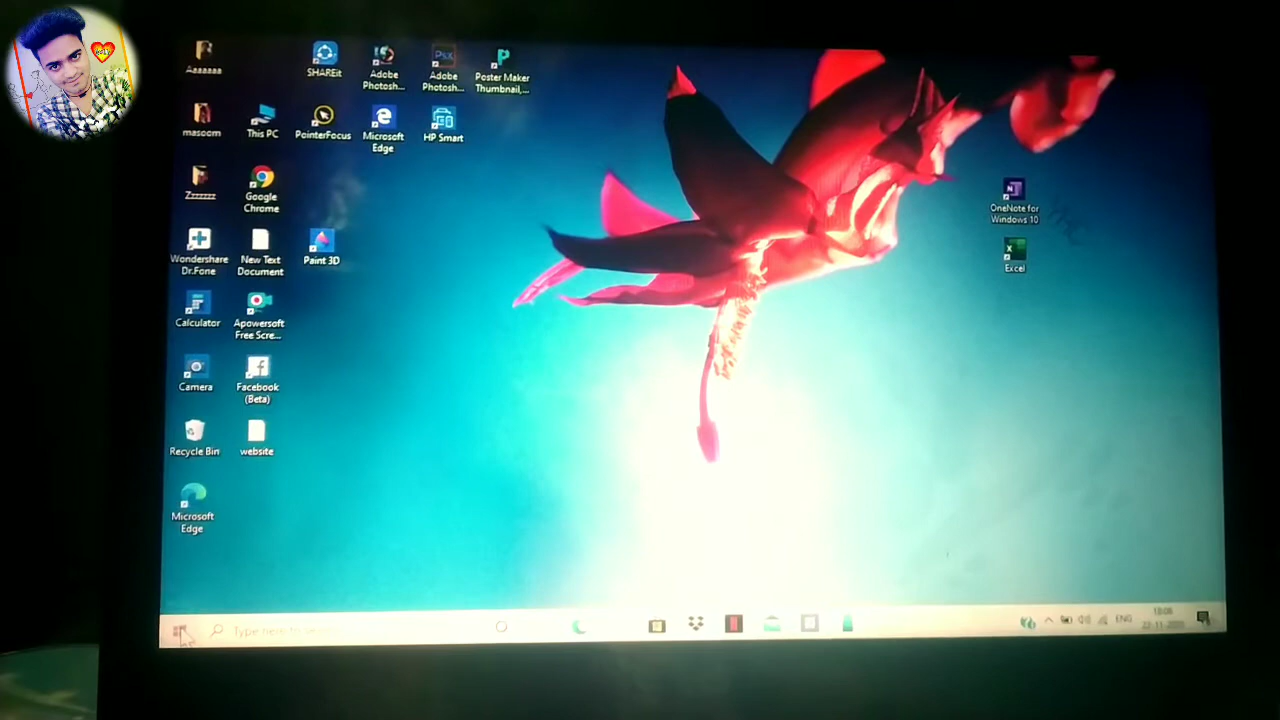 Aaaaaaa
SHAREit
Adobe
Photosh...
Adobe
Photosh...
Poster Maker
Thumbnail,...
masoom
This PC
PointerFocus
Microsoft
Edge
HP Smart
Zzzzzzz
Google
Chrome
OneNote for
Windows 10
Wondershare
Dr.Fone
New Text
Document
Paint 3D
Excel
Calculator
Apowersoft
Free Scre...
Camera
Facebook
(Beta)
Recycle Bin
website
Microsoft
Edge
Type here to
ENG
18:08